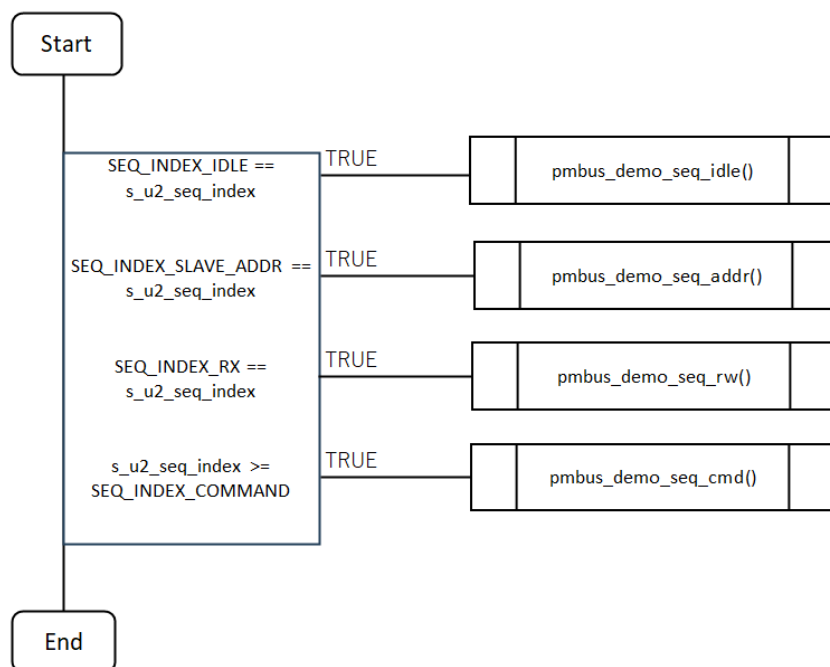 Start
SEQ_INDEX_IDLE ==
s_u2_seq_index
TRUE
pmbus_demo_seq_idle()
SEQ_INDEX_SLAVE_ADDR ==
s_u2_seq_index
TRUE
pmbus_demo_seq_addr()
SEQ_INDEX_RX ==
s_u2_seq_index
TRUE
pmbus_demo_seq_rw()
s_u2_seq_index >=
SEQ_INDEX_COMMAND
TRUE
pmbus_demo_seq_cmd()
End